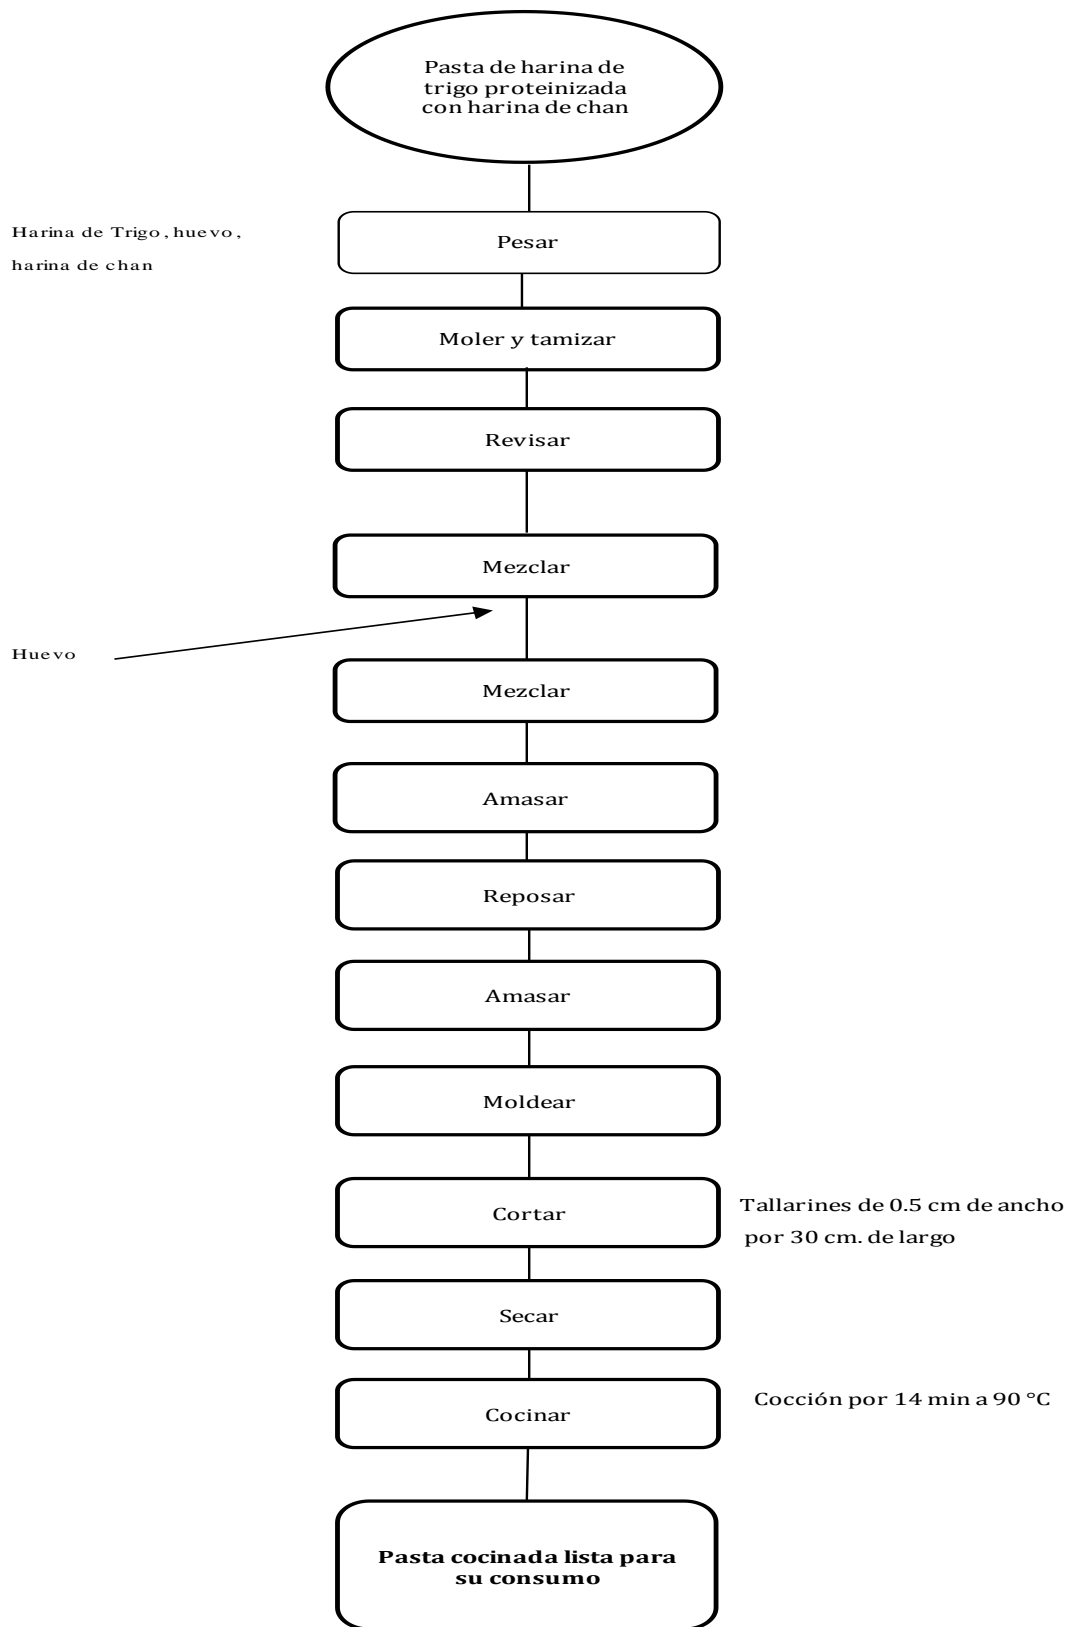 Pasta de harina de
trigo proteinizada
con harina de chan
Harina de Trigo, huevo,
harina de chan
Pesar
Moler y tamizar
Revisar
Mezclar
Huevo
Mezclar
Amasar
Reposar
Amasar
Moldear
Cortar
Tallarines de 0.5 cm de ancho
por 30 cm. de largo
Secar
Cocinar
Cocción por 14 min a 90 °C
Pasta cocinada lista para
su consumo